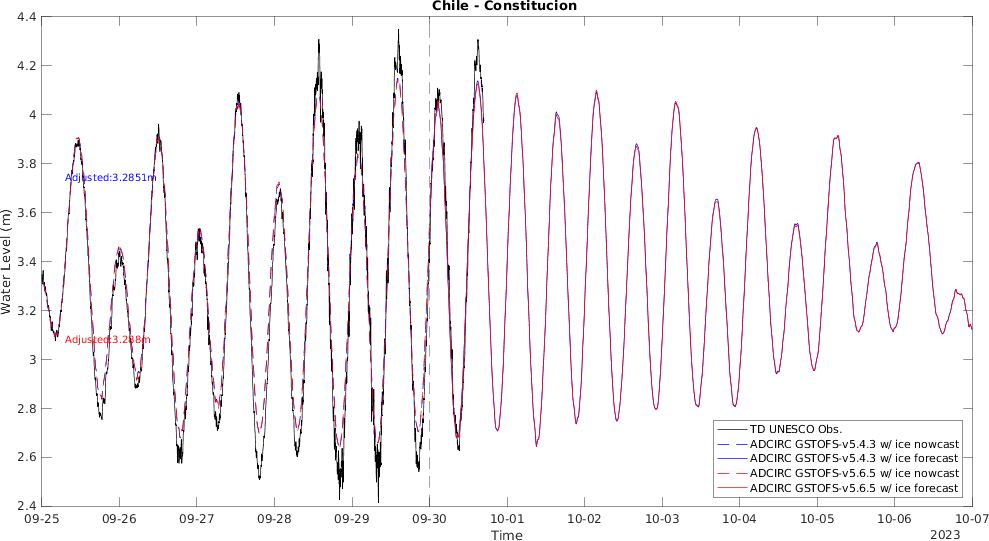 Chile - Constitucion
4.4
4.2
4
3.8
3.6
3.4
3.2
3
2.8
2.6
2.4
Water Level (m)
Adjusted:3.2851m
Adjusted:3.288m
TD UNESCO Obs.
ADCIRC GSTOFS-v5.4.3 w/ ice nowcast
ADCIRC GSTOFS-v5.4.3 w/ ice forecast
ADCIRC GSTOFS-v5.6.5 w/ ice nowcast
ADCIRC GSTOFS-v5.6.5 w/ ice forecast
09-25 09-26 09-27 09-28 09-29 09-30 10-01 10-02 10-03 10-04 10-05 10-06 10-07
Time
2023